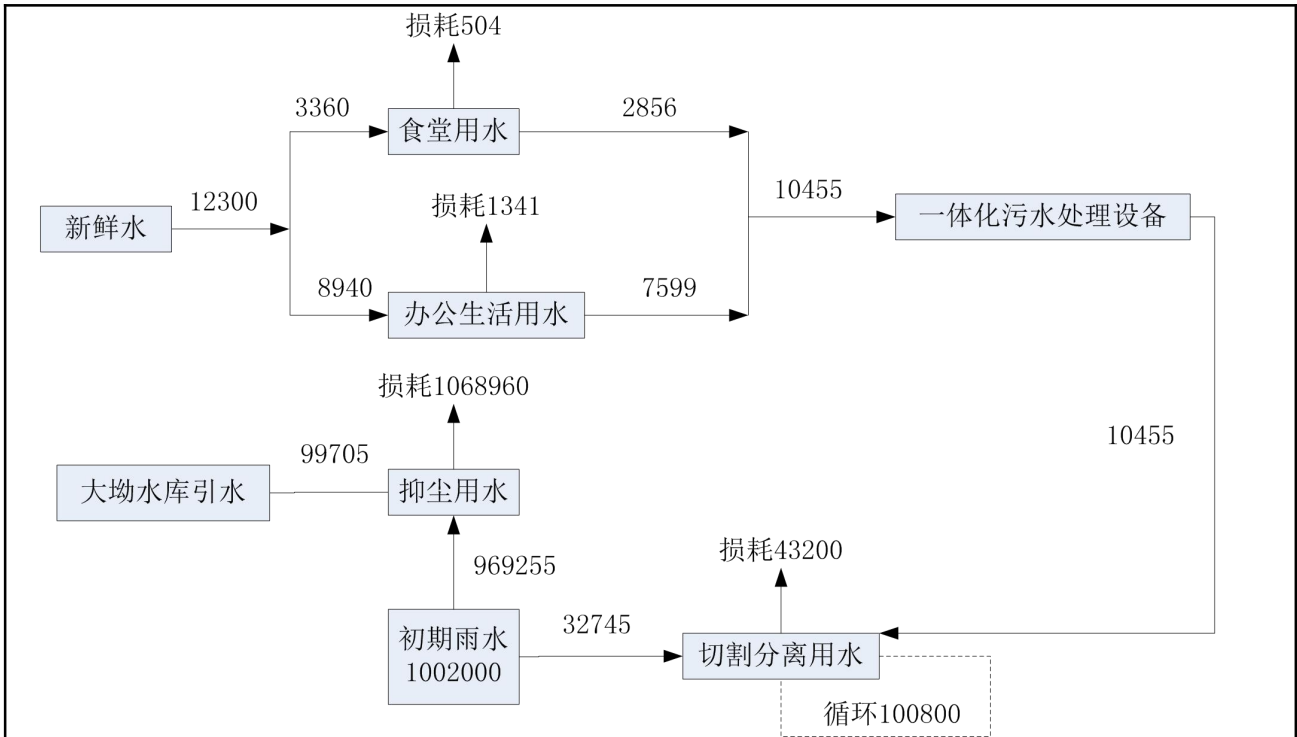 损耗504
3360
食堂用水
2856
新鲜水
12300
损耗1341
10455
一体化污水处理设备
8940
办公生活用水
7599
损耗1068960
大坳水库引水
99705
抑尘用水
10455
969255
损耗43200
初期雨水
1002000
32745
切割分离用水
循环100800